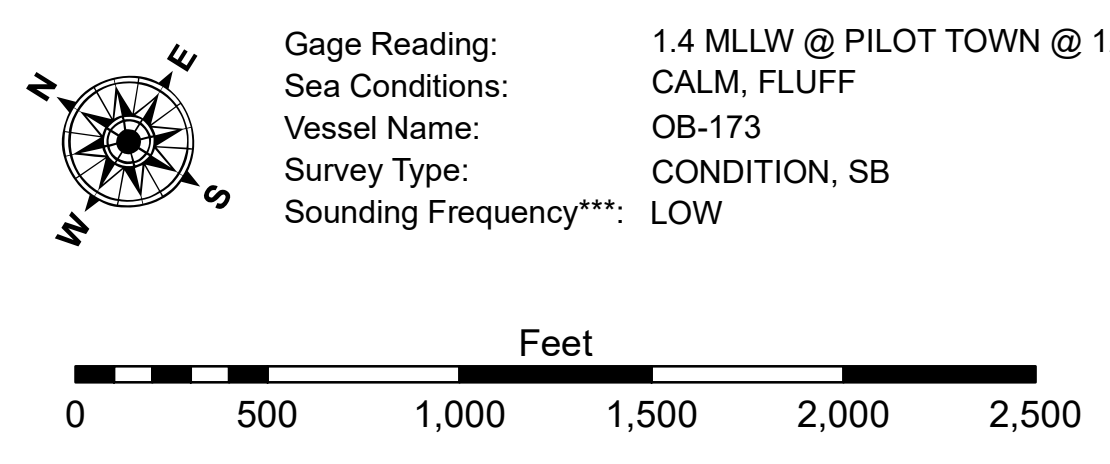 N
E
S
W
Gage Reading: 1.4 MLLW @ PILOT TOWN @ 1
Sea Conditions: CALM, FLUFF
Vessel Name: OB-173
Survey Type: CONDITION, SB
Sounding Frequency***: LOW
Feet
0 500 1,000 1,500 2,000 2,500